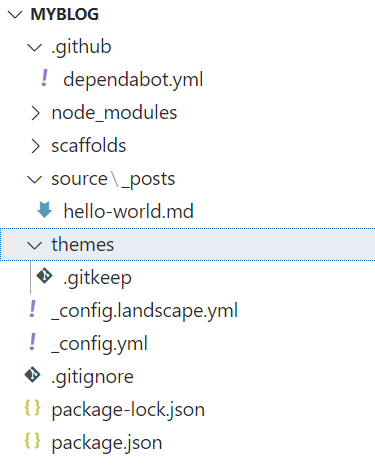 MYBLOG
.github
dependabot.yml
node_modules
scaffolds
source\_posts
hello-world.md
themes
.gitkeep
_config.landscape.yml
_config.yml
.gitignore
package-lock.json
package.json